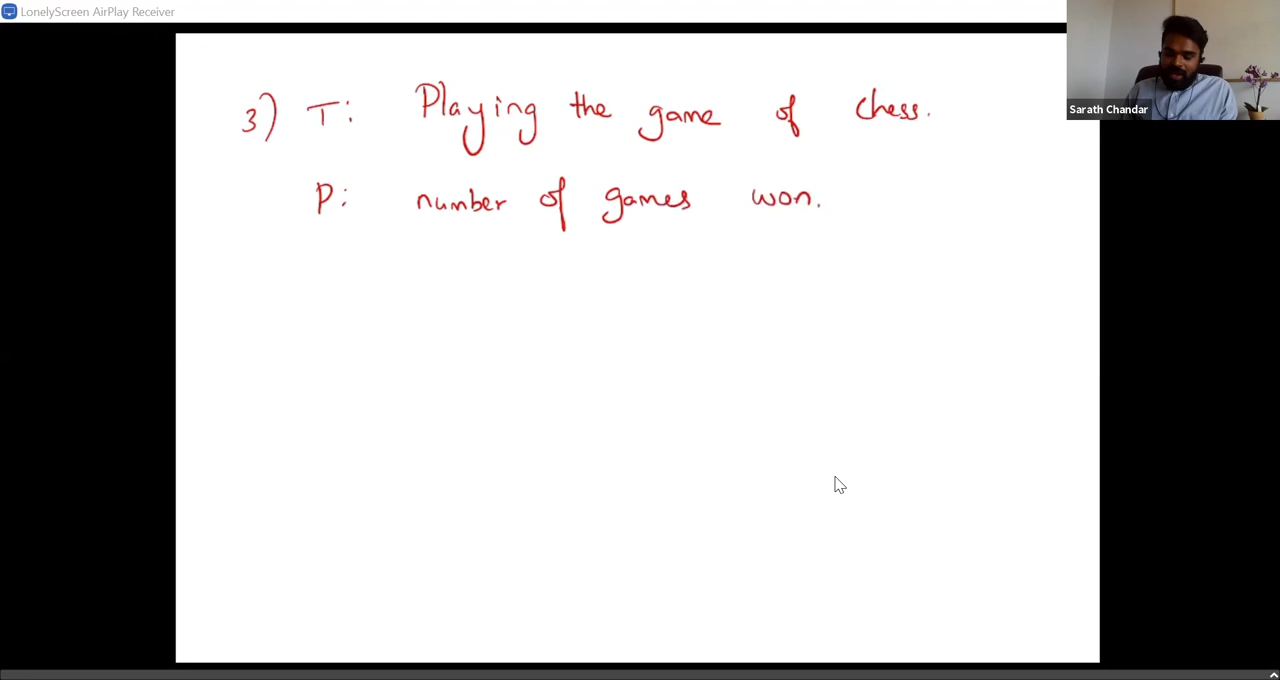 LonelyScreen AirPlay Receiver
Sarath Chandar
3) T: Playing the game of chess.
P: number of games won.